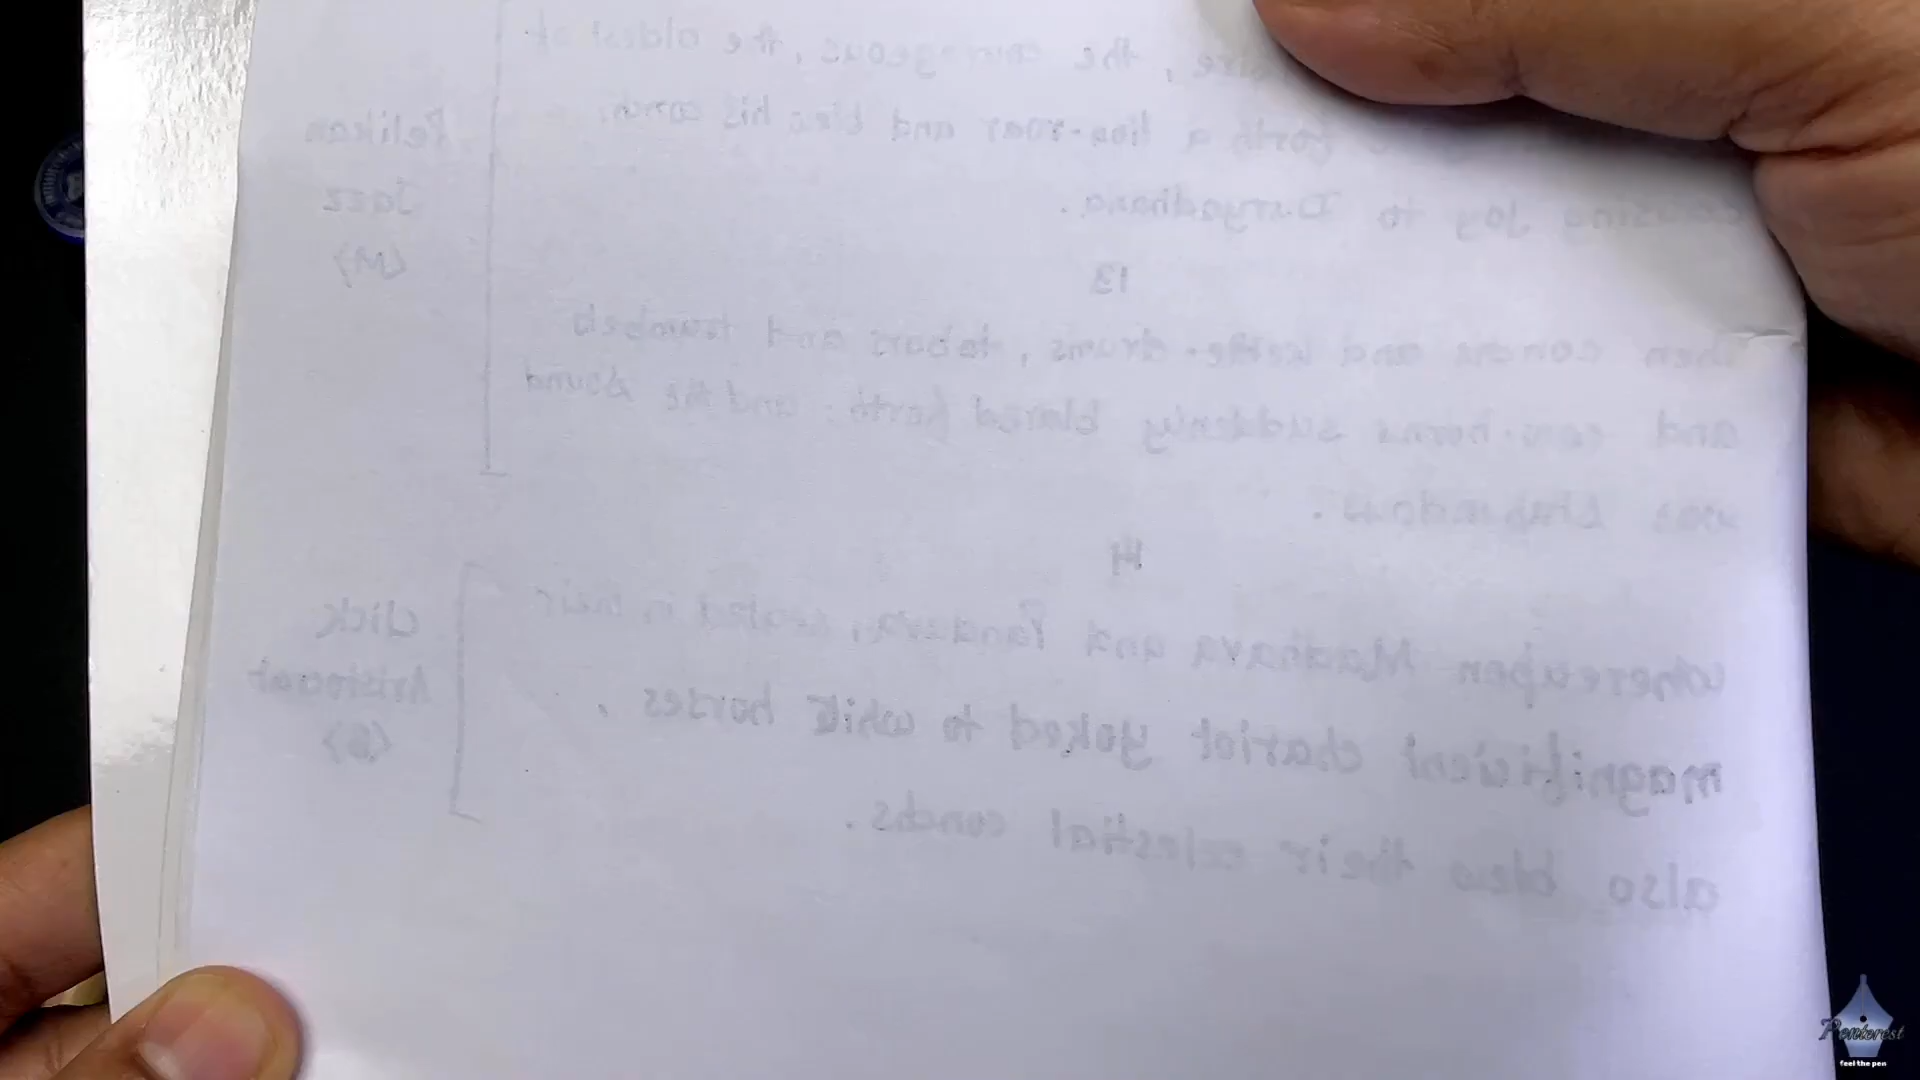 the courageous, the oldest of
forth a lion-roar and blew his conch,
causing joy to Duryodhana.
13
then conchs and kettle-drums, tabors and trumpets
and cow-horns suddenly blared forth; and the sound
was
14
whereupon Madhava and Pandava, seated in their
magnificient chariot yoked to white horses,
also blew their celestial conchs.
Pelikan
Jazz
(M)
Click
Aristocrat
(B)
Penterest
feel the pen